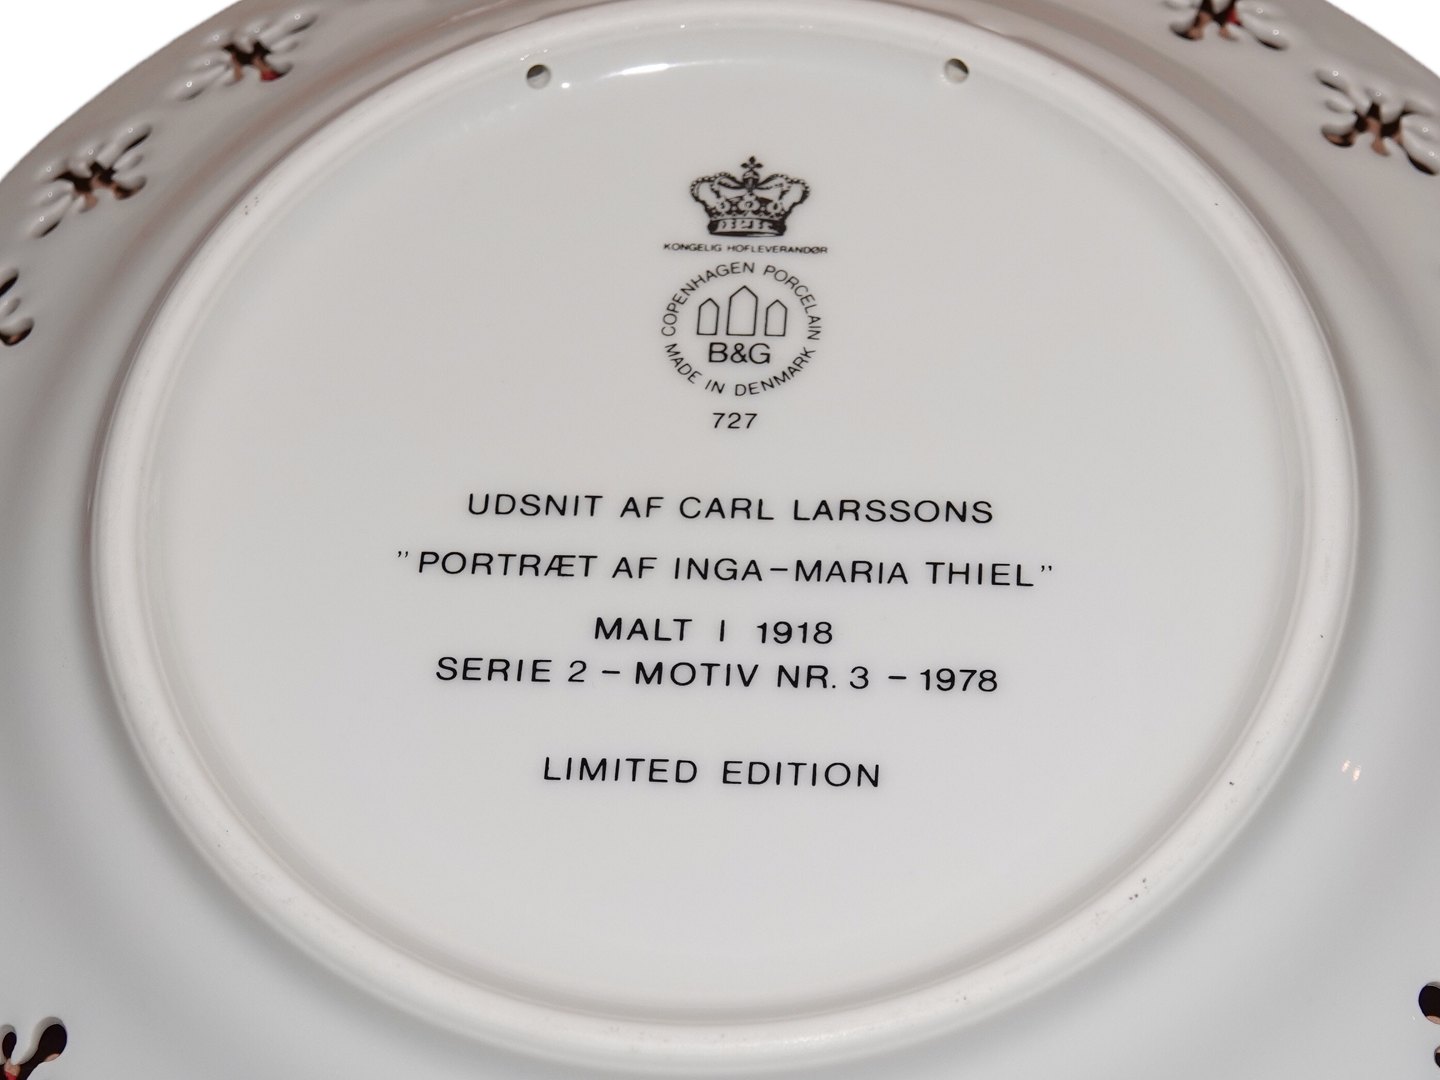 KONGELIG HOFLEVERANDØR
COPENHAGEN PORCELAIN
B&G
MADE IN DENMARK
727
UDSNIT AF CARL LARSSONS
"PORTRÆT AF INGA-MARIA THIEL"
MALT I 1918
SERIE 2 - MOTIV NR. 3 - 1978
LIMITED EDITION